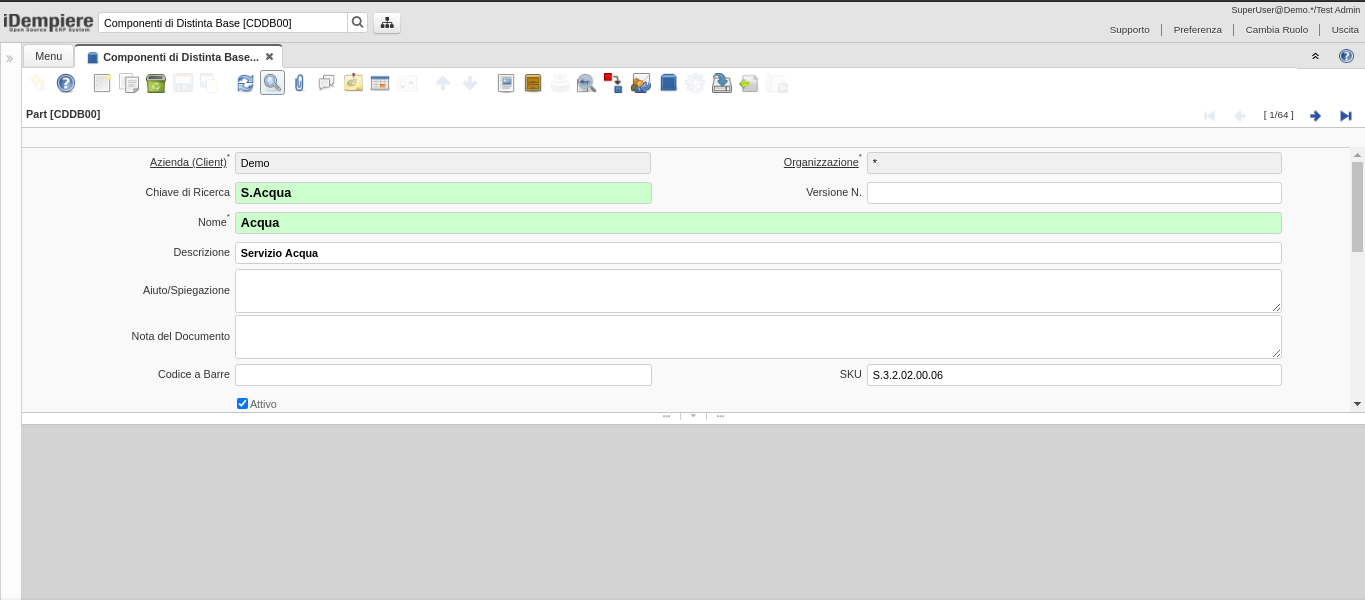 SuperUser@Demo.*/Test Admin
iDempiere
Open Source ERP System
Componenti di Distinta Base [CDDB00]
Supporto Preferenza Cambia Ruolo Uscita
» Menu Componenti di Distinta Base...
Part [CDDB00] [ 1/64 ]
Azienda (Client)* Demo Organizzazione* *
Chiave di Ricerca S.Acqua Versione N.
Nome* Acqua
Descrizione Servizio Acqua
Aiuto/Spiegazione
Nota del Documento
Codice a Barre SKU S.3.2.02.00.06
Attivo